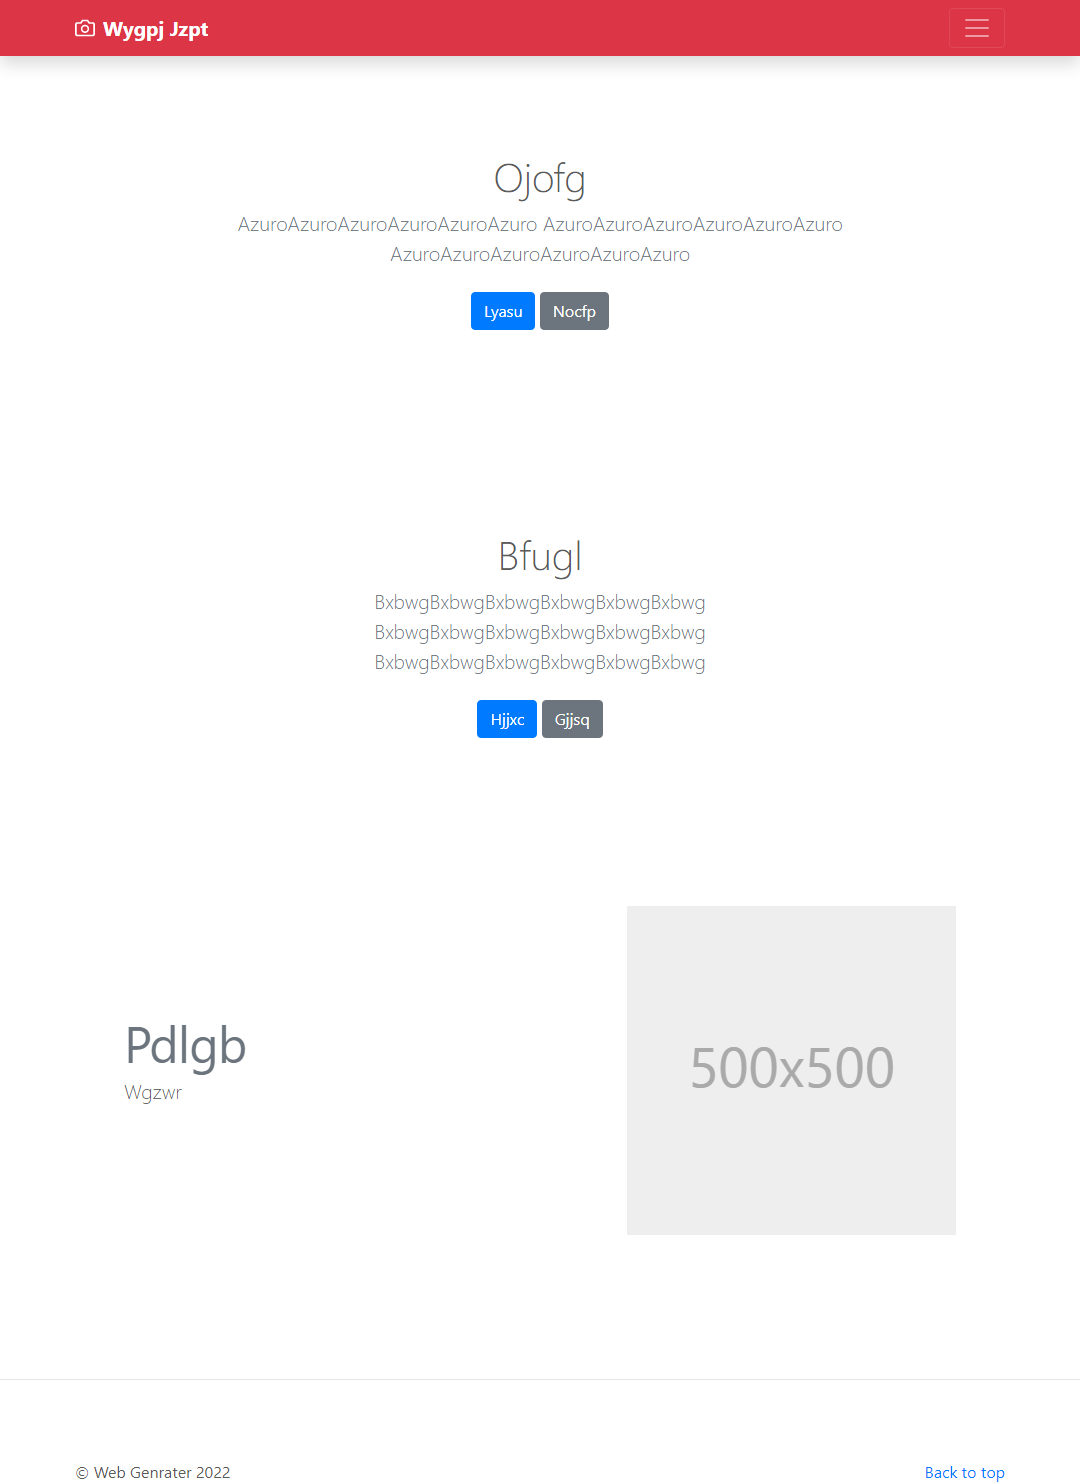 Wygpj Jzpt
Ojofg
AzuroAzuroAzuroAzuroAzuroAzuro AzuroAzuroAzuroAzuroAzuroAzuro
AzuroAzuroAzuroAzuroAzuroAzuro
Lyasu Nocfp
Bfugl
BxbwgBxbwgBxbwgBxbwgBxbwgBxbwg
BxbwgBxbwgBxbwgBxbwgBxbwgBxbwg
BxbwgBxbwgBxbwgBxbwgBxbwgBxbwg
Hjjxc Gjjsq
Pdlgb
Wgzwr
500x500
© Web Genrater 2022
Back to top